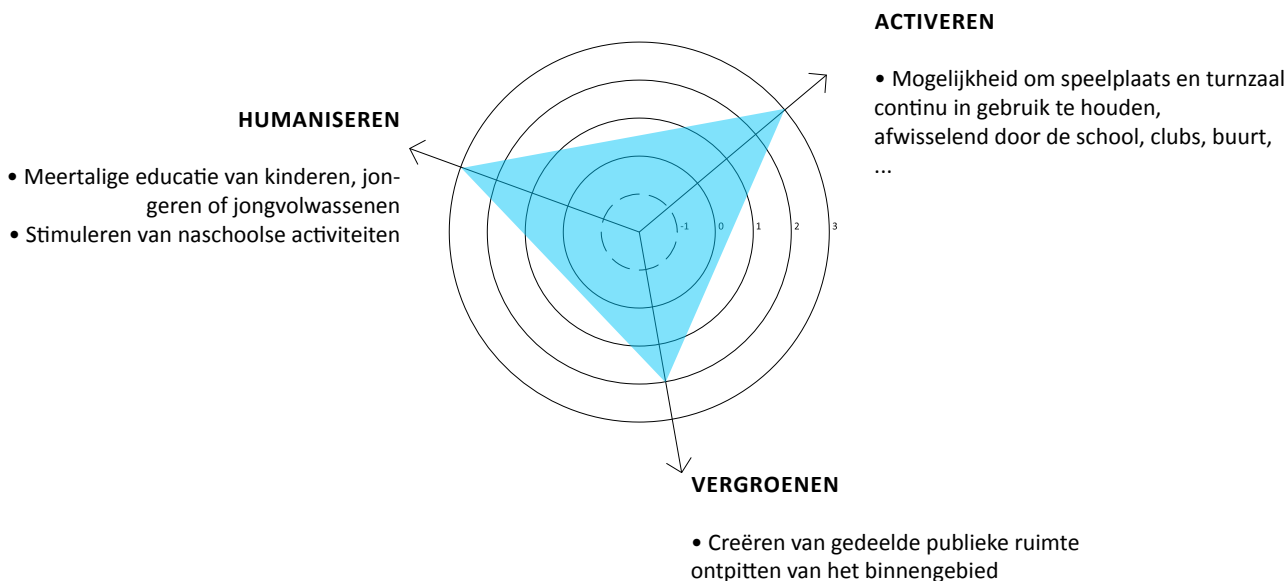 ACTIVEREN
• Mogelijkheid om speelplaats en turnzaal
continu in gebruik te houden,
afwisselend door de school, clubs, buurt,
...
HUMANISEREN
• Meertalige educatie van kinderen, jon-
geren of jongvolwassenen
• Stimuleren van naschoolse activiteiten
-1 0 1 2 3
VERGROENEN
• Creëren van gedeelde publieke ruimte
ontpitten van het binnengebied